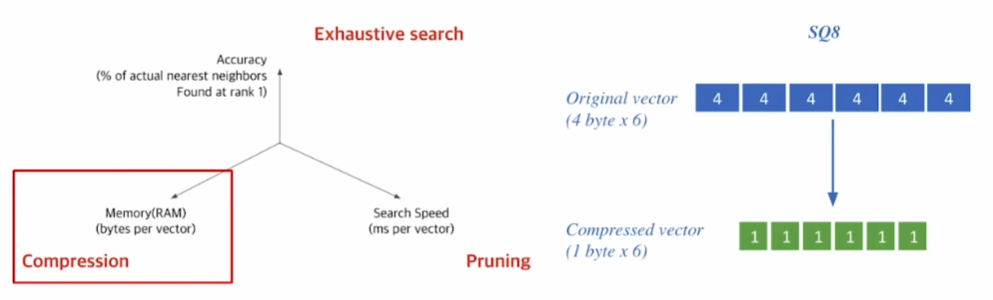 Exhaustive search
Accuracy
(% of actual nearest neighbors
Found at rank 1)
Memory(RAM)
(bytes per vector)
Compression
Search Speed
(ms per vector)
Pruning
SQ8
Original vector
(4 byte x 6)
4 4 4 4 4 4
Compressed vector
(1 byte x 6)
1 1 1 1 1 1